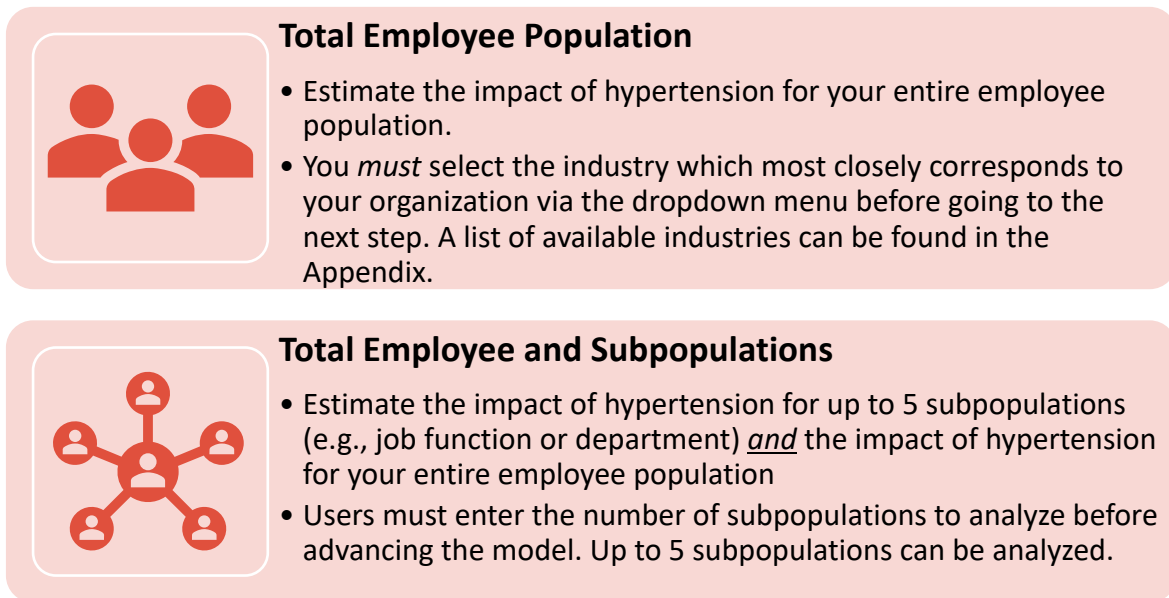 Total Employee Population
• Estimate the impact of hypertension for your entire employee
population.
• You must select the industry which most closely corresponds to
your organization via the dropdown menu before going to the
next step. A list of available industries can be found in the
Appendix.
Total Employee and Subpopulations
• Estimate the impact of hypertension for up to 5 subpopulations
(e.g., job function or department) and the impact of hypertension
for your entire employee population
• Users must enter the number of subpopulations to analyze before
advancing the model. Up to 5 subpopulations can be analyzed.